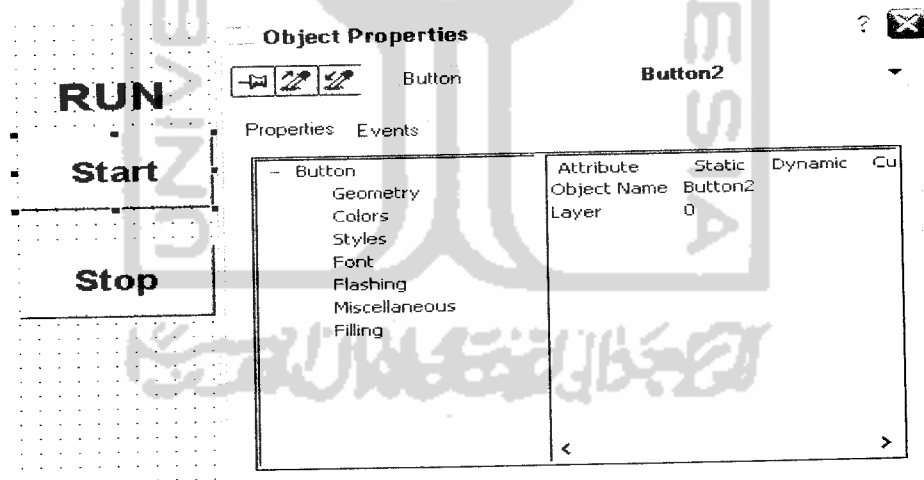 RUN
Start
Stop
Object Properties
?
Button
Button2
Properties Events
Attribute Static Dynamic Cu
Object Name Button2
Layer 0
− Button
Geometry
Colors
Styles
Font
Flashing
Miscellaneous
Filling
< >